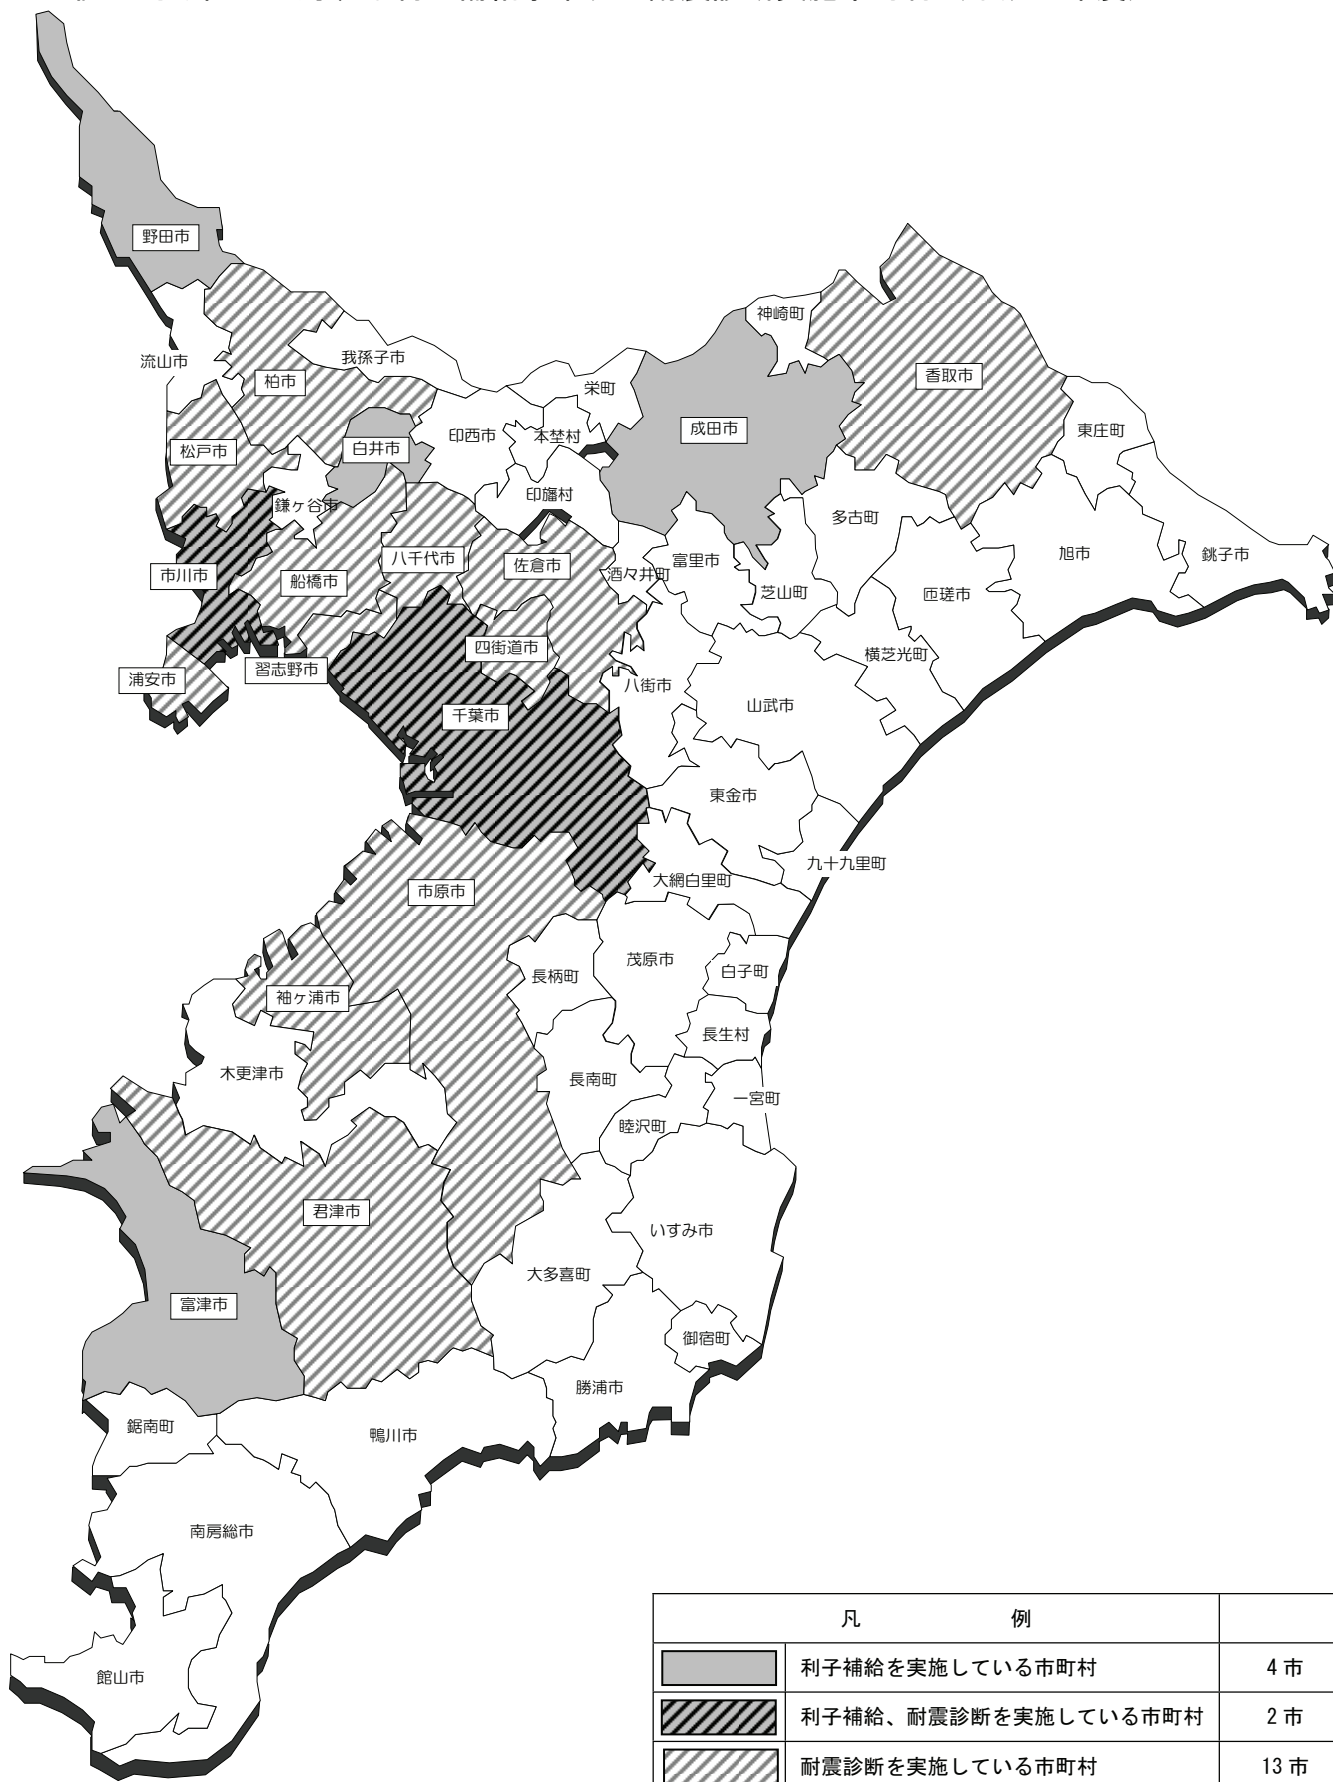 野田市
神崎町
流山市
我孫子市
柏市
香取市
栄町
成田市
松戸市
白井市
印西市
本埜村
東庄町
鎌ヶ谷市
印旛村
多古町
旭市
銚子市
市川市
船橋市
八千代市
佐倉市
酒々井町
富里市
芝山町
匝瑳市
四街道市
浦安市
習志野市
八街市
横芝光町
千葉市
山武市
東金市
九十九里町
市原市
大網白里町
茂原市
長柄町
白子町
袖ヶ浦市
長生村
木更津市
長南町
一宮町
睦沢町
君津市
いすみ市
大多喜町
富津市
御宿町
勝浦市
鋸南町
鴨川市
南房総市
館山市
凡 例
利子補給を実施している市町村 4 市
利子補給、耐震診断を実施している市町村 2 市
耐震診断を実施している市町村 13 市